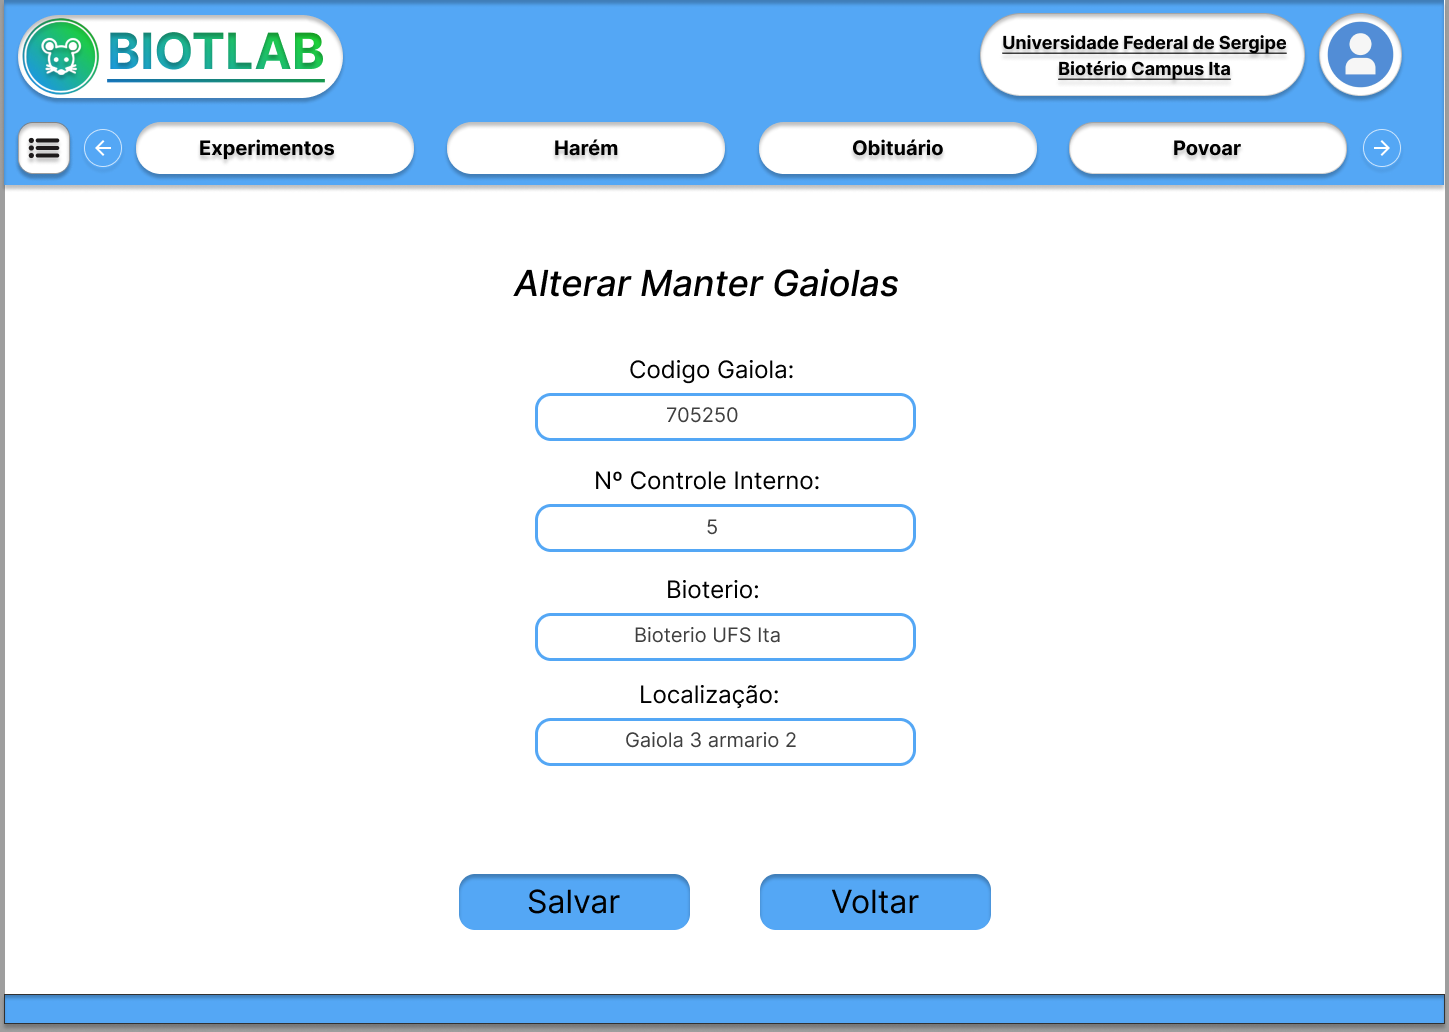 BIOTLAB
Universidade Federal de Sergipe
Biotério Campus Ita
Experimentos
Harém
Obituário
Povoar
Alterar Manter Gaiolas
Codigo Gaiola:
705250
Nº Controle Interno:
5
Bioterio:
Bioterio UFS Ita
Localização:
Gaiola 3 armario 2
Salvar
Voltar